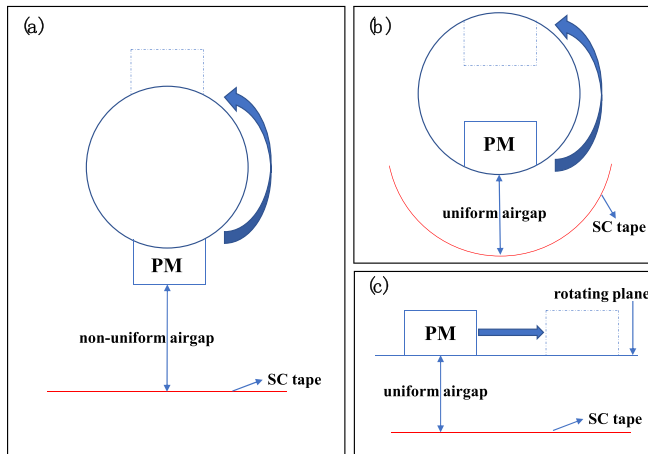 (a)
PM
non-uniform airgap
SC tape
(b)
PM
uniform airgap
SC tape
(c)
rotating plane
PM
uniform airgap
SC tape